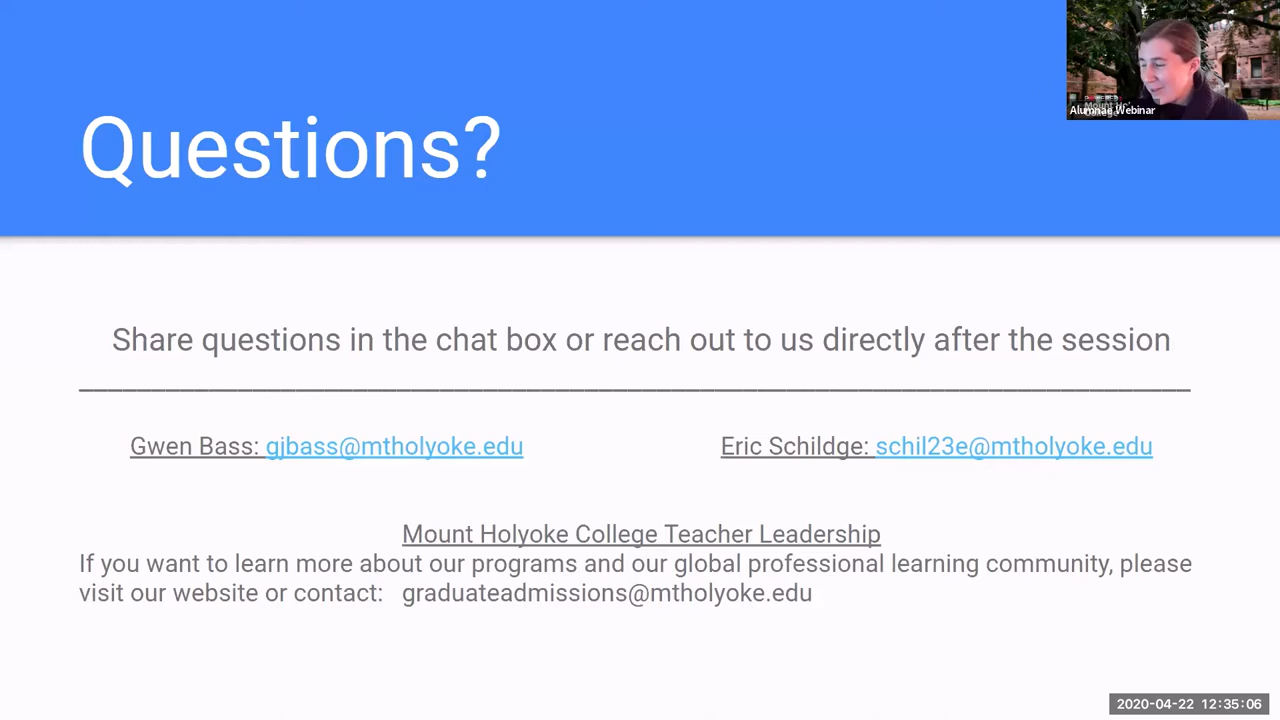 Questions?
Alumnae Webinar
Share questions in the chat box or reach out to us directly after the session
Gwen Bass: gjbass@mtholyoke.edu
Eric Schildge: schil23e@mtholyoke.edu
Mount Holyoke College Teacher Leadership
If you want to learn more about our programs and our global professional learning community, please
visit our website or contact: graduateadmissions@mtholyoke.edu
2020-04-22 12:35:06